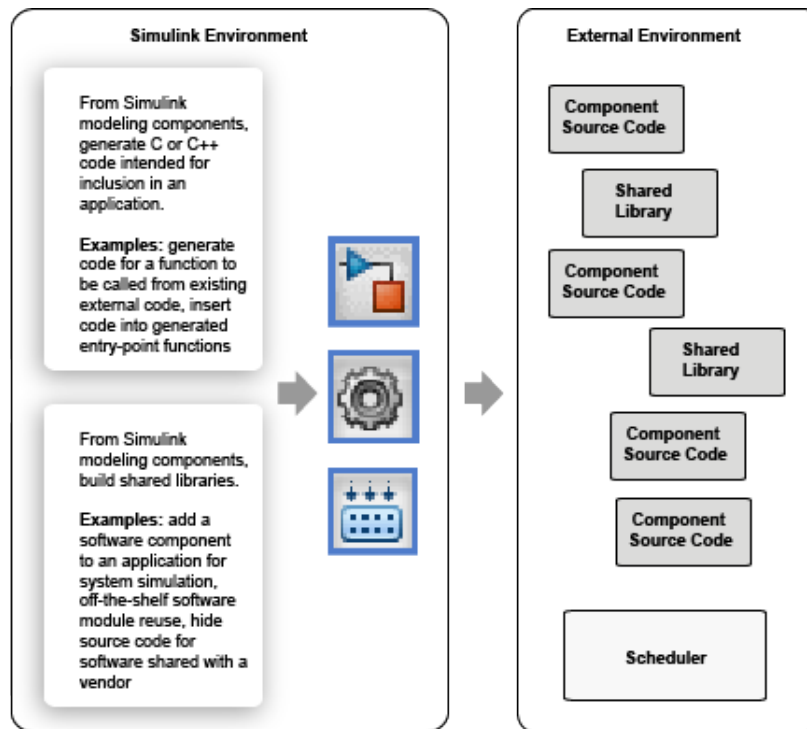 Simulink Environment
From Simulink
modeling components,
generate C or C++
code intended for
inclusion in an
application.
Examples: generate
code for a function to
be called from existing
external code, insert
code into generated
entry-point functions
From Simulink
modeling components,
build shared libraries.
Examples: add a
software component
to an application for
system simulation,
off-the-shelf software
module reuse, hide
source code for
software shared with a
vendor
External Environment
Component
Source Code
Shared
Library
Component
Source Code
Shared
Library
Component
Source Code
Component
Source Code
Scheduler